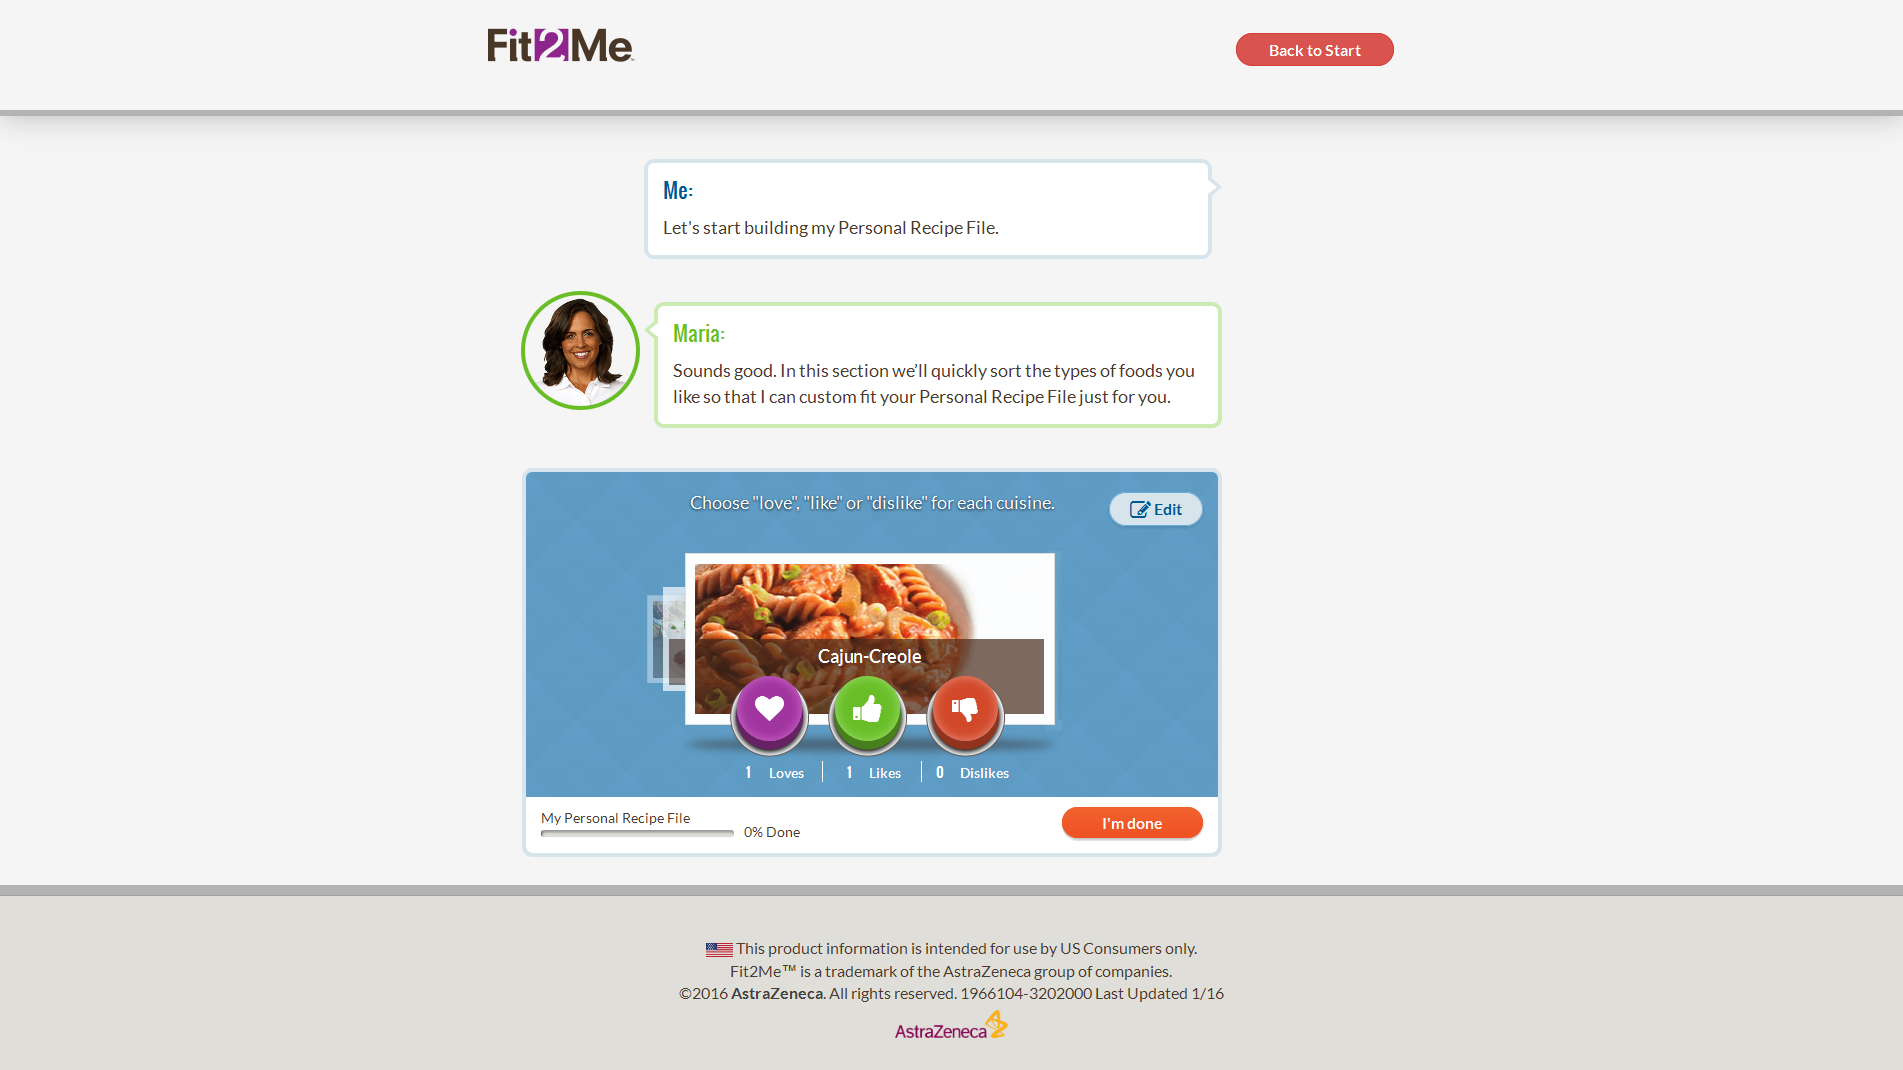 Fit2Me
Back to Start
Me:
Let's start building my Personal Recipe File.
Maria:
Sounds good. In this section we’ll quickly sort the types of foods you
like so that I can custom fit your Personal Recipe File just for you.
Choose "love", "like" or "dislike" for each cuisine.
Edit
Cajun-Creole
1 Loves
1 Likes
0 Dislikes
My Personal Recipe File
0% Done
I'm done
This product information is intended for use by US Consumers only.
Fit2Me™ is a trademark of the AstraZeneca group of companies.
©2016 AstraZeneca. All rights reserved. 1966104-3202000 Last Updated 1/16
AstraZeneca